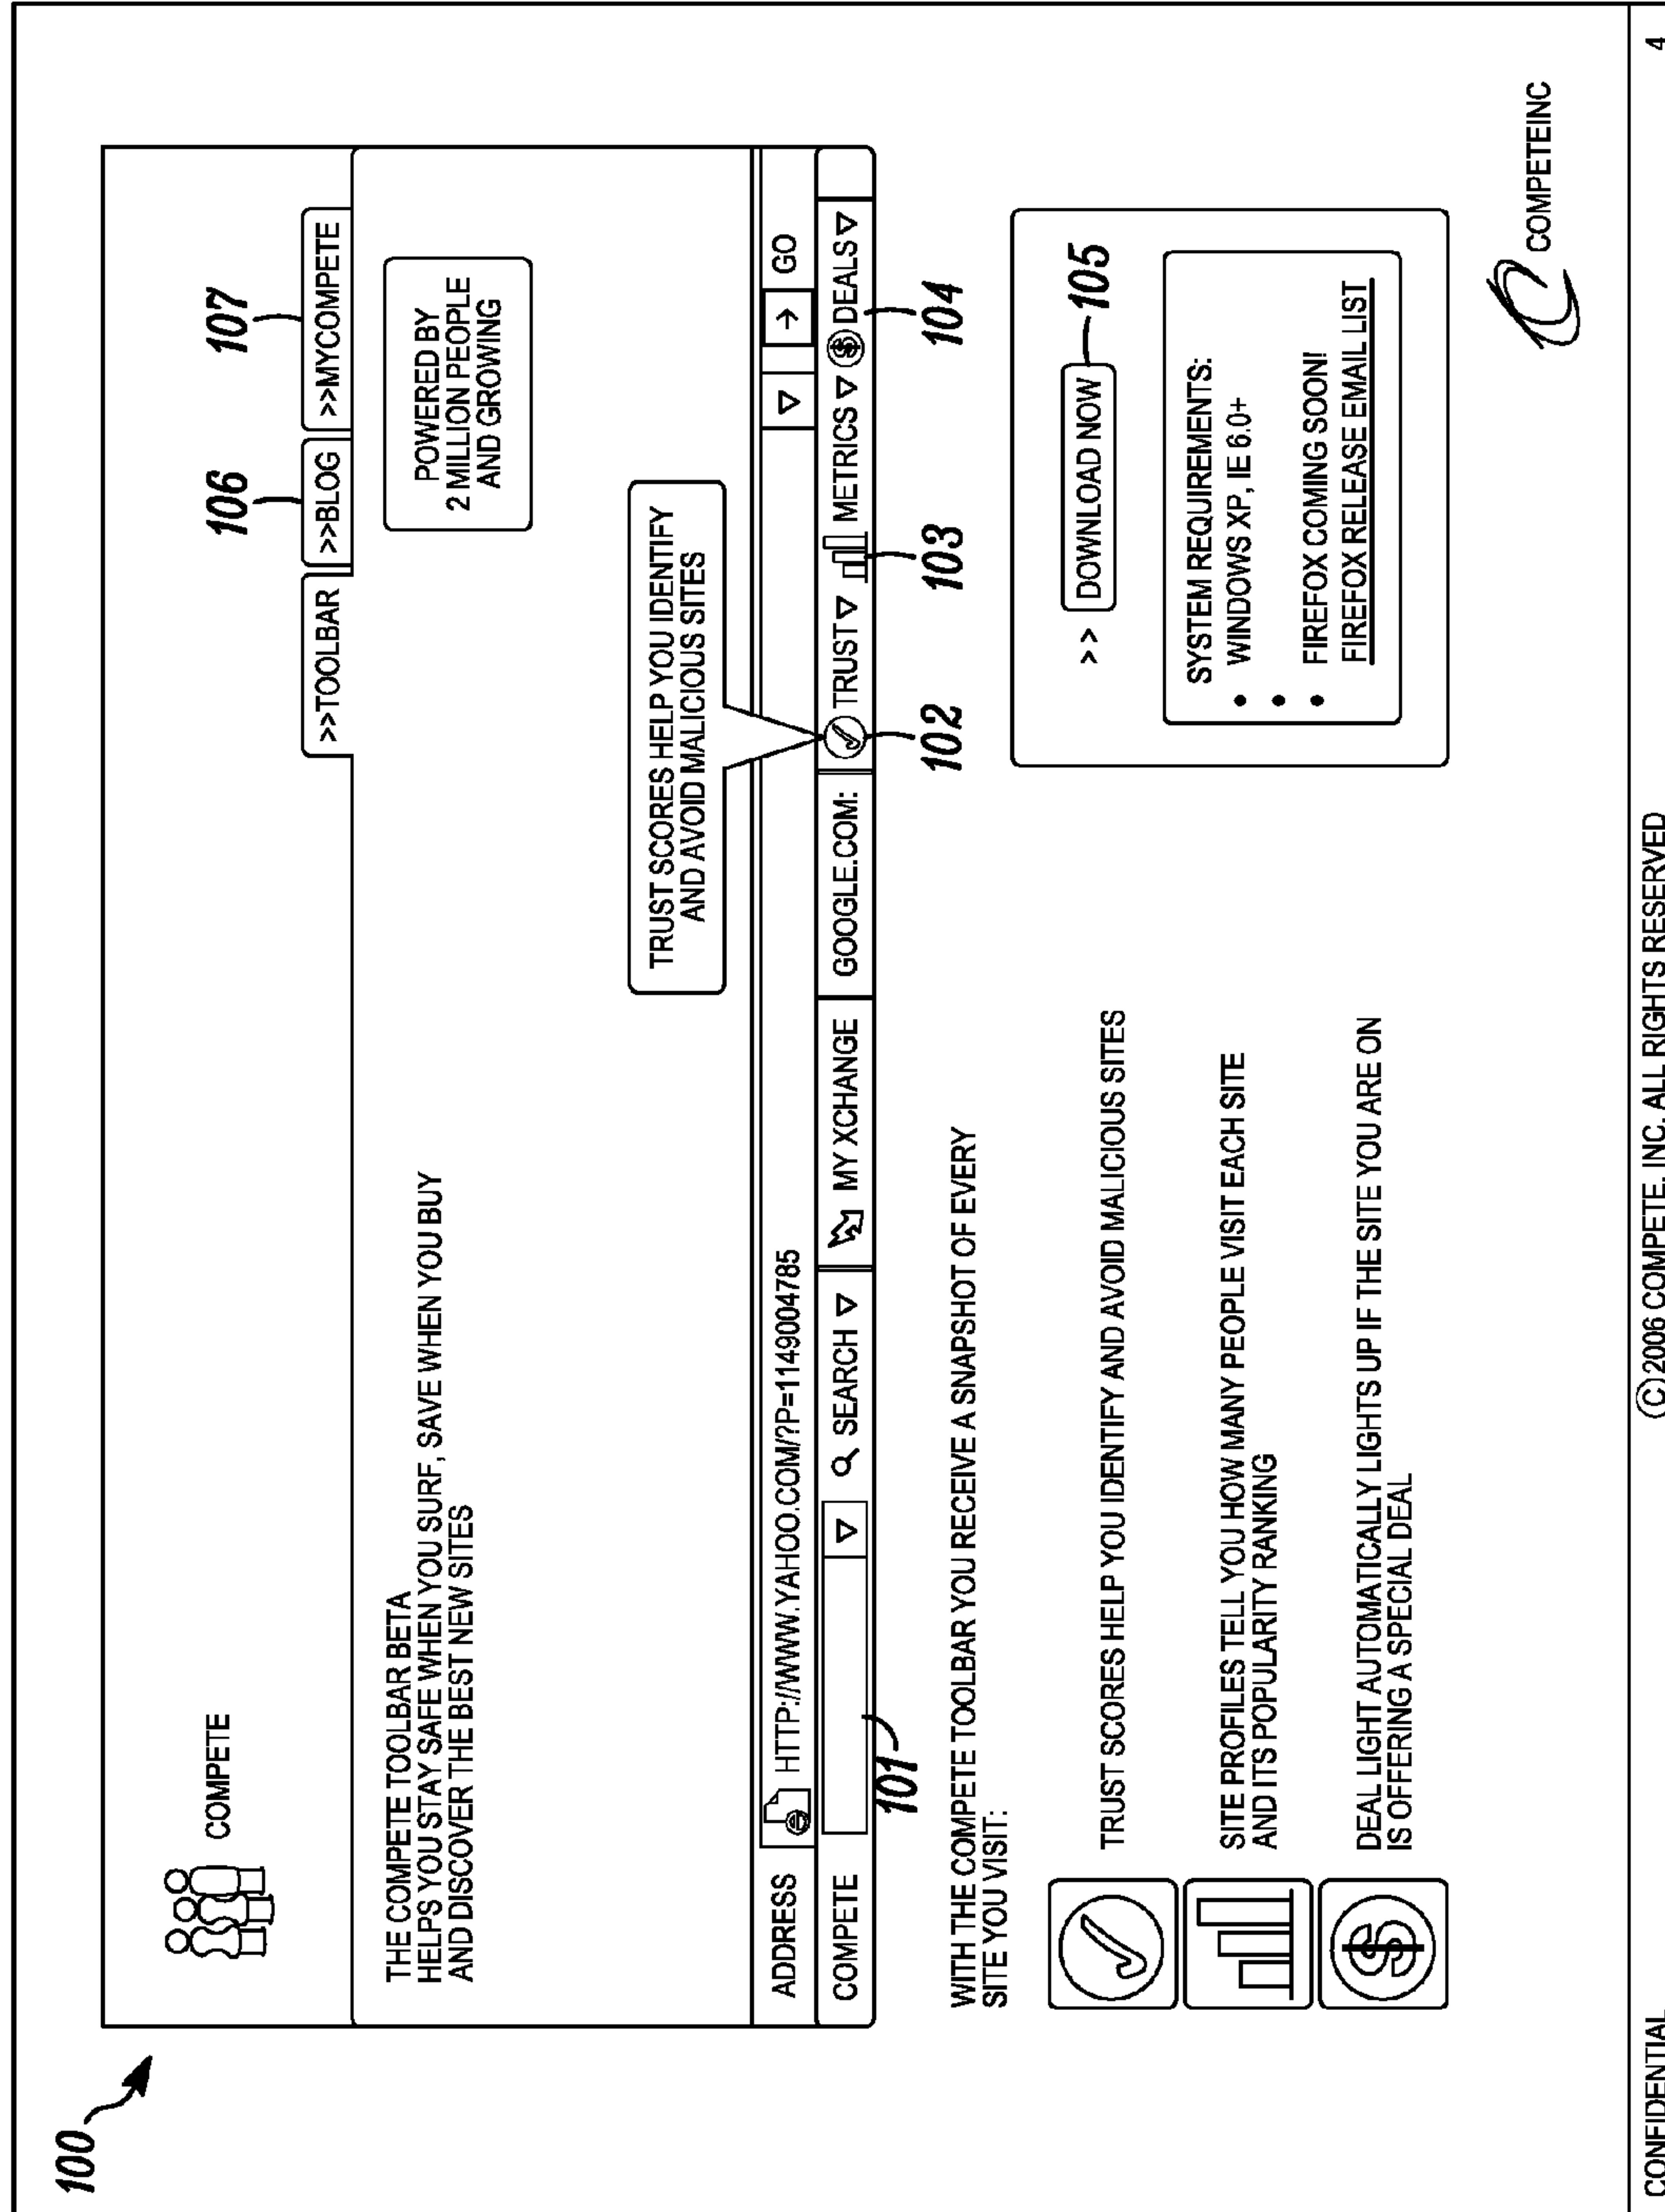 100
COMPETE
106
107
>>TOOLBAR
>>BLOG
>>MYCOMPETE
THE COMPETE TOOLBAR BETA
HELPS YOU STAY SAFE WHEN YOU SURF, SAVE WHEN YOU BUY
AND DISCOVER THE BEST NEW SITES
POWERED BY
2 MILLION PEOPLE
AND GROWING
TRUST SCORES HELP YOU IDENTIFY
AND AVOID MALICIOUS SITES
ADDRESS HTTP://WWW.YAHOO.COM/?P=1149004785 GO
COMPETE SEARCH MY XCHANGE GOOGLE.COM: TRUST METRICS $ DEALS
101
102
103
104
WITH THE COMPETE TOOLBAR YOU RECEIVE A SNAPSHOT OF EVERY
SITE YOU VISIT:
TRUST SCORES HELP YOU IDENTIFY AND AVOID MALICIOUS SITES
SITE PROFILES TELL YOU HOW MANY PEOPLE VISIT EACH SITE
AND ITS POPULARITY RANKING
$
DEAL LIGHT AUTOMATICALLY LIGHTS UP IF THE SITE YOU ARE ON
IS OFFERING A SPECIAL DEAL
>> DOWNLOAD NOW
105
SYSTEM REQUIREMENTS:
• WINDOWS XP, IE 6.0+
•
• FIREFOX COMING SOON!
FIREFOX RELEASE EMAIL LIST
COMPETEINC
CONFIDENTIAL
©2006 COMPETE, INC. ALL RIGHTS RESERVED
4